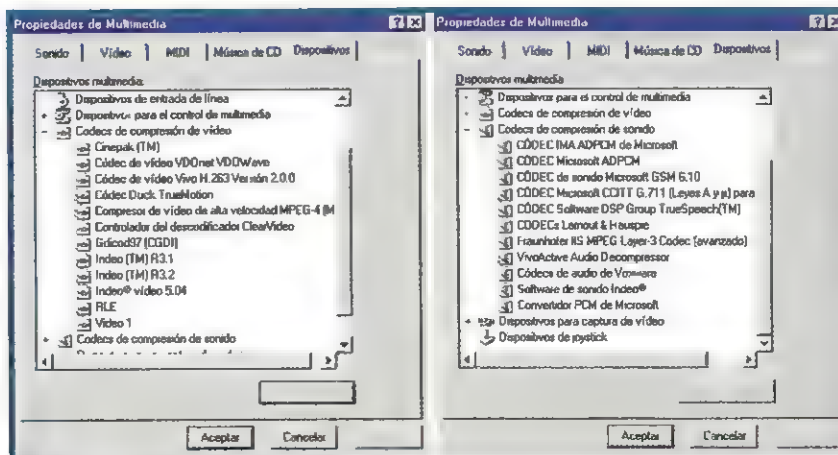 Propiedades de Multimedia
Sonido Vídeo MIDI Música de CD Dispositivos
Dispositivos multimedia:
Dispositivos de entrada de línea
Dispositivos para el control de multimedia
Codecs de compresión de vídeo
Cinepak (TM)
Códec de vídeo VDOnet VDOWave
Códec de vídeo Vivo H.263 Versión 2.0.0
Códec Duck TrueMotion
Compresor de vídeo de alta velocidad MPEG-4 (M
Controlador del descodificador ClearVideo
Gdicod97 [CGDI]
Indeo (TM) R3.1
Indeo (TM) R3.2
Indeo® vídeo 5.04
RLE
Video 1
Codecs de compresión de sonido
Aceptar Cancelar
Propiedades de Multimedia
Sonido Vídeo MIDI Música de CD Dispositivos
Dispositivos multimedia
Dispositivos para el control de multimedia
Codecs de compresión de vídeo
Codecs de compresión de sonido
CÓDEC IMA ADPCM de Microsoft
CÓDEC Microsoft ADPCM
CÓDEC de sonido Microsoft GSM 6.10
CÓDEC Microsoft CCITT G.711 (Leyes A y µ) para
CÓDEC Software DSP Group TrueSpeech(TM)
CODECs Lernout & Hauspie
Fraunhofer IIS MPEG Layer-3 Codec (avanzado)
VivoActive Audio Decompressor
Códecs de audio de Voxware
Software de sonido Indeo®
Convertidor PCM de Microsoft
Dispositivos para captura de vídeo
Dispositivos de joystick
Aceptar Cancelar